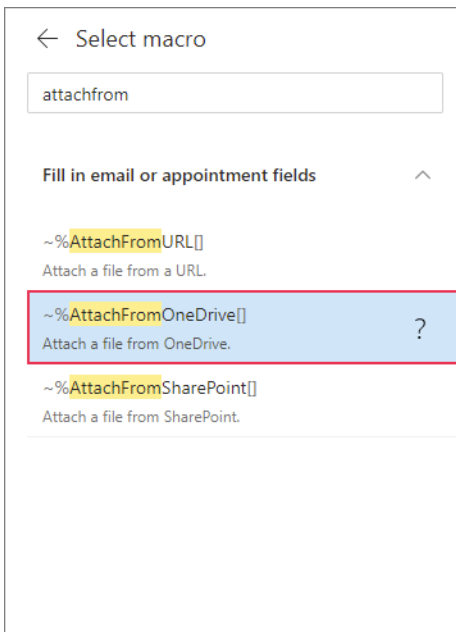 Select macro
attachfrom
Fill in email or appointment fields
~%AttachFromURL[]
Attach a file from a URL.
~%AttachFromOneDrive[]
?
Attach a file from OneDrive.
~%AttachFromSharePoint[]
Attach a file from SharePoint.